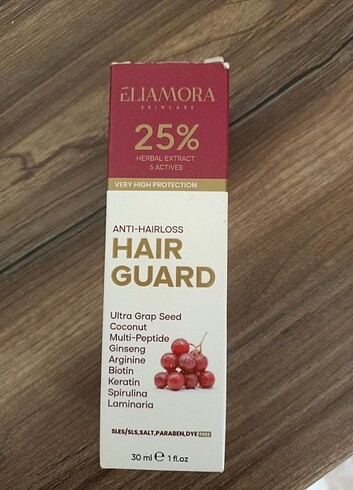 ELIAMORA
SKINCARE
25%
HERBAL EXTRACT
6 ACTIVES
VERY HIGH PROTECTION
ANTI-HAIRLOSS
HAIR
GUARD
Ultra Grap Seed
Coconut
Multi-Peptide
Ginseng
Arginine
Biotin
Keratin
Spirulina
Laminaria
SLES/SLS,SALT,PARABEN,DYE FREE
30 ml ℮ 1 fl.oz